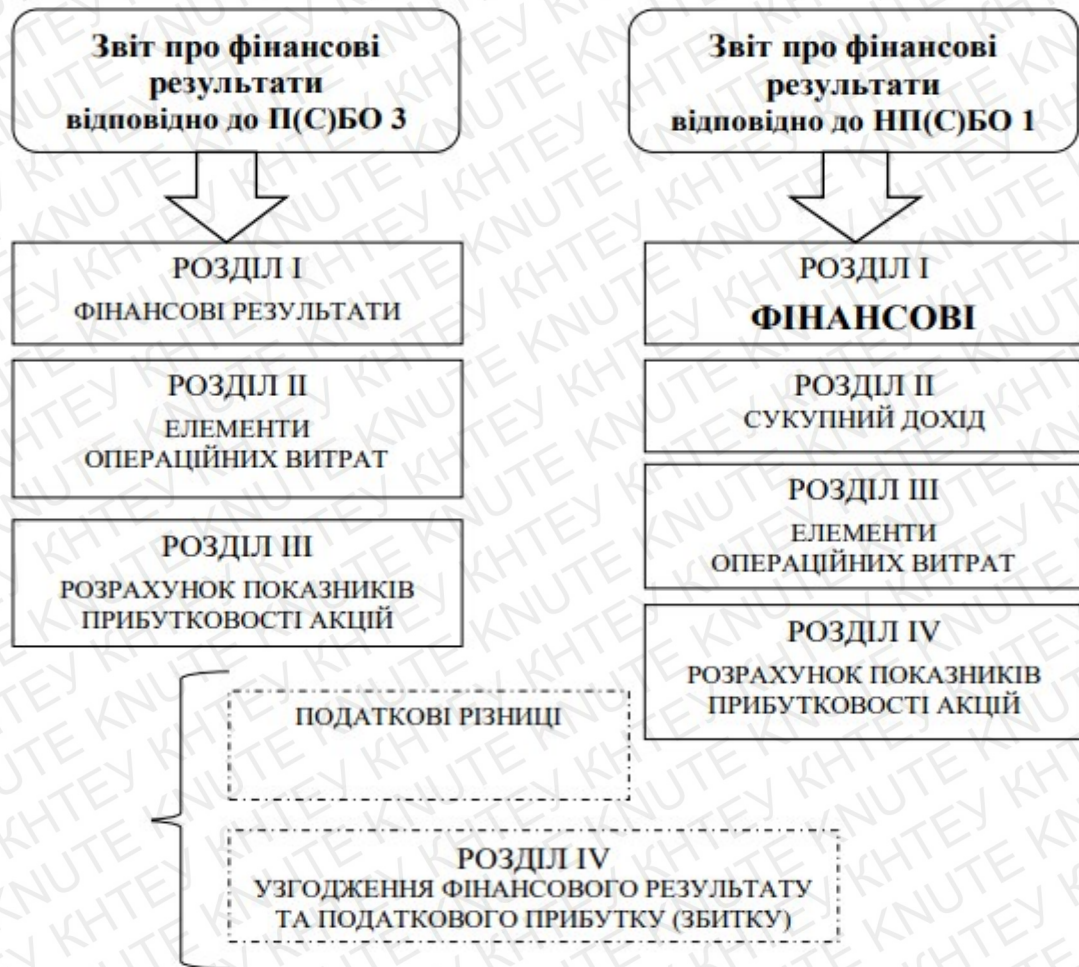 Звіт про фінансові
результати
відповідно до П(С)БО 3
РОЗДІЛ I
ФІНАНСОВІ РЕЗУЛЬТАТИ
РОЗДІЛ II
ЕЛЕМЕНТИ
ОПЕРАЦІЙНИХ ВИТРАТ
РОЗДІЛ III
РОЗРАХУНОК ПОКАЗНИКІВ
ПРИБУТКОВОСТІ АКЦІЙ
Звіт про фінансові
результати
відповідно до НП(С)БО 1
РОЗДІЛ I
ФІНАНСОВІ
РОЗДІЛ II
СУКУПНИЙ ДОХІД
РОЗДІЛ III
ЕЛЕМЕНТИ
ОПЕРАЦІЙНИХ ВИТРАТ
РОЗДІЛ IV
РОЗРАХУНОК ПОКАЗНИКІВ
ПРИБУТКОВОСТІ АКЦІЙ
ПОДАТКОВІ РІЗНИЦІ
РОЗДІЛ IV
УЗГОДЖЕННЯ ФІНАНСОВОГО РЕЗУЛЬТАТУ
ТА ПОДАТКОВОГО ПРИБУТКУ (ЗБИТКУ)
KNUTE КНТЕУ